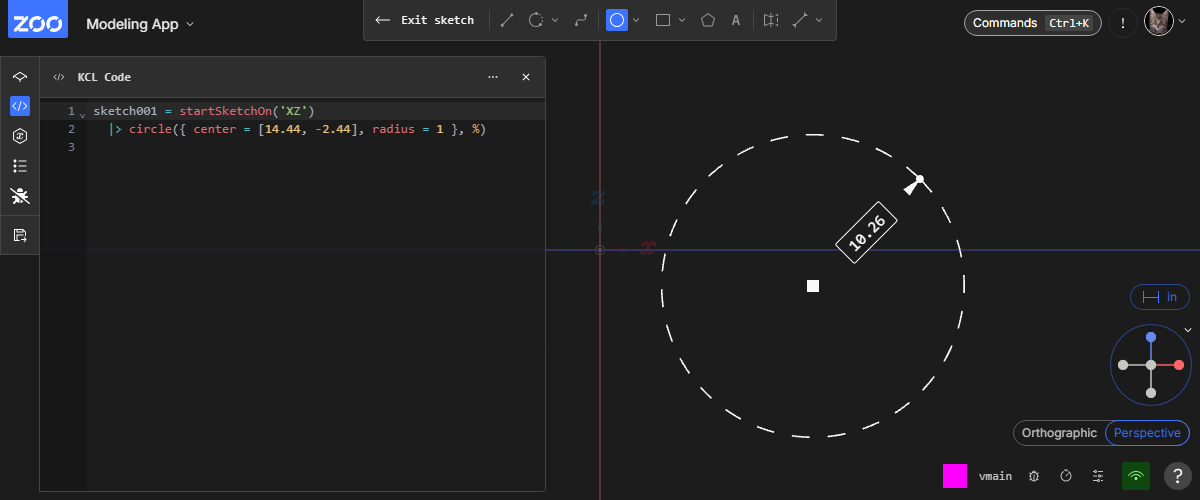 ZOO Modeling App
Exit sketch
A
Commands Ctrl+K
!
KCL Code
1 sketch001 = startSketchOn('XZ')
2 |> circle({ center = [14.44, -2.44], radius = 1 }, %)
3
z
x
10.26
in
Orthographic Perspective
vmain
?